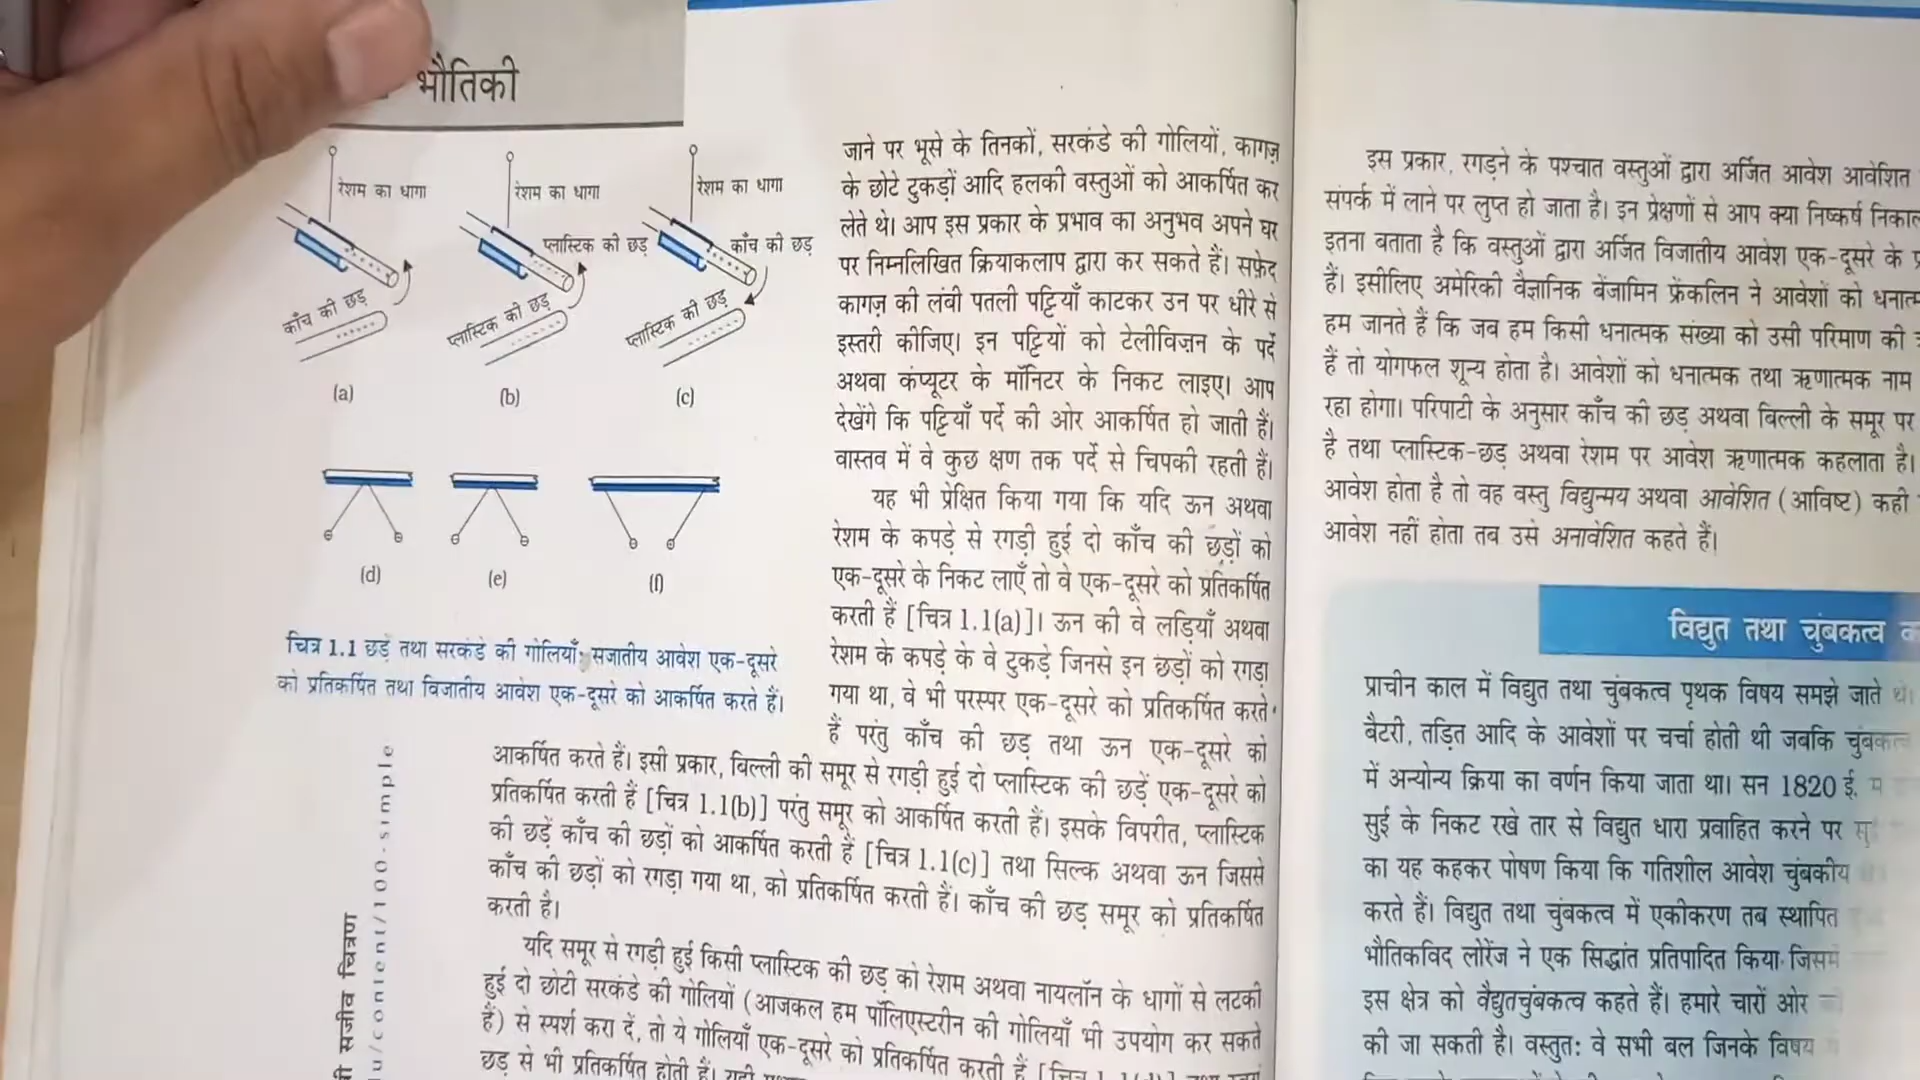 भौतिकी
रेशम का धागा
रेशम का धागा
रेशम का धागा
प्लास्टिक की छड़
काँच की छड़
काँच की छड़
प्लास्टिक की छड़
प्लास्टिक की छड़
(a)
(b)
(c)
(d)
(e)
(f)
चित्र 1.1 छड़ें तथा सरकंडे की गोलियाँ; सजातीय आवेश एक-दूसरे
को प्रतिकर्षित तथा विजातीय आवेश एक-दूसरे को आकर्षित करते हैं।
जाने पर भूसे के तिनकों, सरकंडे की गोलियों, कागज़
के छोटे टुकड़ों आदि हलकी वस्तुओं को आकर्षित कर
लेते थे। आप इस प्रकार के प्रभाव का अनुभव अपने घर
पर निम्नलिखित क्रियाकलाप द्वारा कर सकते हैं। सफ़ेद
कागज़ की लंबी पतली पट्टियाँ काटकर उन पर धीरे से
इस्तरी कीजिए। इन पट्टियों को टेलीविज़न के पर्दे
अथवा कंप्यूटर के मॉनिटर के निकट लाइए। आप
देखेंगे कि पट्टियाँ पर्दे की ओर आकर्षित हो जाती हैं।
वास्तव में वे कुछ क्षण तक पर्दे से चिपकी रहती हैं।
यह भी प्रेक्षित किया गया कि यदि ऊन अथवा
रेशम के कपड़े से रगड़ी हुई दो काँच की छड़ों को
एक-दूसरे के निकट लाएँ तो वे एक-दूसरे को प्रतिकर्षित
करती हैं [चित्र 1.1(a)]। ऊन की वे लड़ियाँ अथवा
रेशम के कपड़े के वे टुकड़े जिनसे इन छड़ों को रगड़ा
गया था, वे भी परस्पर एक-दूसरे को प्रतिकर्षित करते
हैं परंतु काँच की छड़ तथा ऊन एक-दूसरे को
आकर्षित करते हैं। इसी प्रकार, बिल्ली की समूर से रगड़ी हुई दो प्लास्टिक की छड़ें एक-दूसरे को
प्रतिकर्षित करती हैं [चित्र 1.1(b)] परंतु समूर को आकर्षित करती हैं। इसके विपरीत, प्लास्टिक
की छड़ें काँच की छड़ों को आकर्षित करती हैं [चित्र 1.1(c)] तथा सिल्क अथवा ऊन जिससे
काँच की छड़ों को रगड़ा गया था, को प्रतिकर्षित करती हैं। काँच की छड़ समूर को प्रतिकर्षित
करती है।
यदि समूर से रगड़ी हुई किसी प्लास्टिक की छड़ को रेशम अथवा नायलॉन के धागों से लटकी
हुई दो छोटी सरकंडे की गोलियों (आजकल हम पॉलिएस्टरीन की गोलियाँ भी उपयोग कर सकते
हैं) से स्पर्श करा दें, तो ये गोलियाँ एक-दूसरे को प्रतिकर्षित करती हैं
छड़ से भी प्रतिकर्षित होती हैं।
सजीव चित्रण
u/content/100-simple
इस प्रकार, रगड़ने के पश्चात वस्तुओं द्वारा अर्जित आवेश आवेशित
संपर्क में लाने पर लुप्त हो जाता है। इन प्रेक्षणों से आप क्या निष्कर्ष
इतना बताता है कि वस्तुओं द्वारा अर्जित विजातीय आवेश एक-दूसरे के
हैं। इसीलिए अमेरिकी वैज्ञानिक बेंजामिन फ्रेंकलिन ने आवेशों को
हम जानते हैं कि जब हम किसी धनात्मक संख्या को उसी परिमाण की
हैं तो योगफल शून्य होता है। आवेशों को धनात्मक तथा ऋणात्मक नाम
रहा होगा। परिपाटी के अनुसार काँच की छड़ अथवा बिल्ली के समूर पर
है तथा प्लास्टिक-छड़ अथवा रेशम पर आवेश ऋणात्मक कहलाता है।
आवेश होता है तो वह वस्तु विद्युन्मय अथवा आवेशित (आविष्ट) कही
आवेश नहीं होता तब उसे अनावेशित कहते हैं।
विद्युत तथा चुंबकत्व
प्राचीन काल में विद्युत तथा चुंबकत्व पृथक विषय समझे जाते थे।
बैटरी, तड़ित आदि के आवेशों पर चर्चा होती थी जबकि चुंबकत्व
में अन्योन्य क्रिया का वर्णन किया जाता था। सन 1820 ई.
सुई के निकट रखे तार से विद्युत धारा प्रवाहित करने पर
का यह कहकर पोषण किया कि गतिशील आवेश चुंबकीय
करते हैं। विद्युत तथा चुंबकत्व में एकीकरण तब स्थापित
भौतिकविद लोरेंज ने एक सिद्धांत प्रतिपादित किया जिसमें
इस क्षेत्र को वैद्युतचुंबकत्व कहते हैं। हमारे चारों ओर
की जा सकती है। वस्तुतः वे सभी बल जिनके विषय